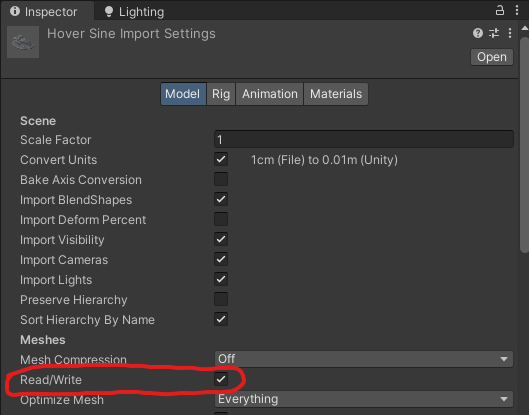 Inspector Lighting
Hover Sine Import Settings
Open
Model Rig Animation Materials
Scene
Scale Factor 1
Convert Units 1cm (File) to 0.01m (Unity)
Bake Axis Conversion
Import BlendShapes
Import Deform Percent
Import Visibility
Import Cameras
Import Lights
Preserve Hierarchy
Sort Hierarchy By Name
Meshes
Mesh Compression Off
Read/Write
Optimize Mesh Everything